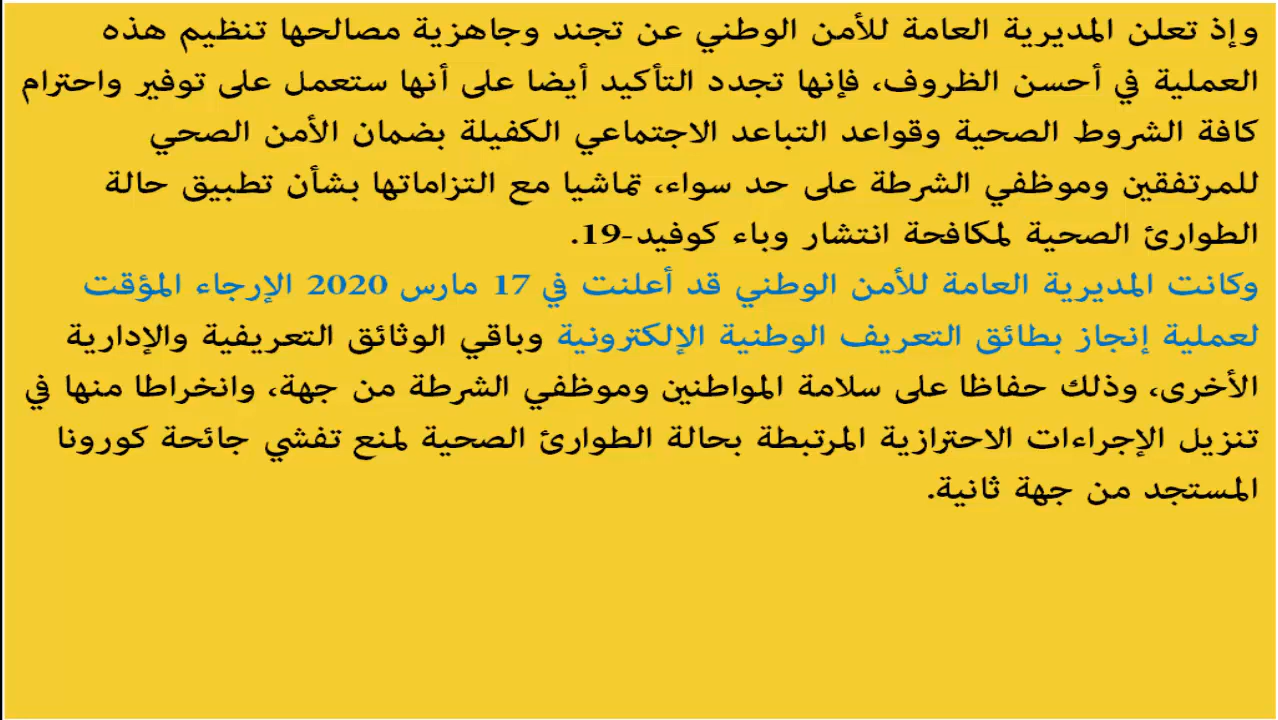 وإذ تعلن المديرية العامة للأمن الوطني عن تجند وجاهزية مصالحها تنظيم هذه
العملية في أحسن الظروف، فإنها تجدد التأكيد أيضا على أنها ستعمل على توفير واحترام
كافة الشروط الصحية وقواعد التباعد الاجتماعي الكفيلة بضمان الأمن الصحي
للمرتفقين وموظفي الشرطة على حد سواء، تماشيا مع التزاماتها بشأن تطبيق حالة
الطوارئ الصحية لمكافحة انتشار وباء كوفيد-19.
وكانت المديرية العامة للأمن الوطني قد أعلنت في 17 مارس 2020 الإرجاء المؤقت
لعملية إنجاز بطائق التعريف الوطنية الإلكترونية وباقي الوثائق التعريفية والإدارية
الأخرى، وذلك حفاظا على سلامة المواطنين وموظفي الشرطة من جهة، وانخراطا منها في
تنزيل الإجراءات الاحترازية المرتبطة بحالة الطوارئ الصحية لمنع تفشي جائحة كورونا
المستجد من جهة ثانية.